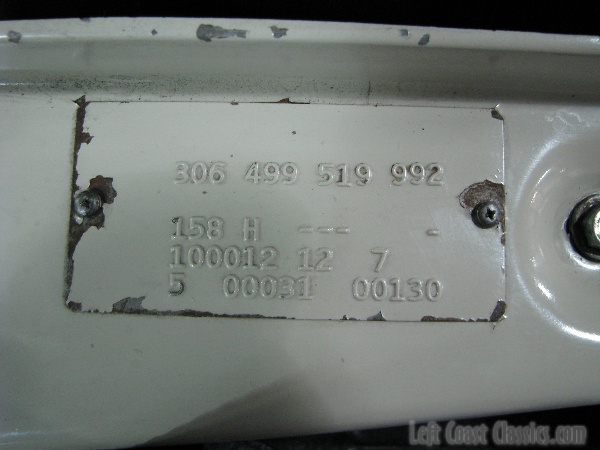 306 499 519 992
158 H --- -
100012 12 7
5 00031 00130
Left Coast Classics.com